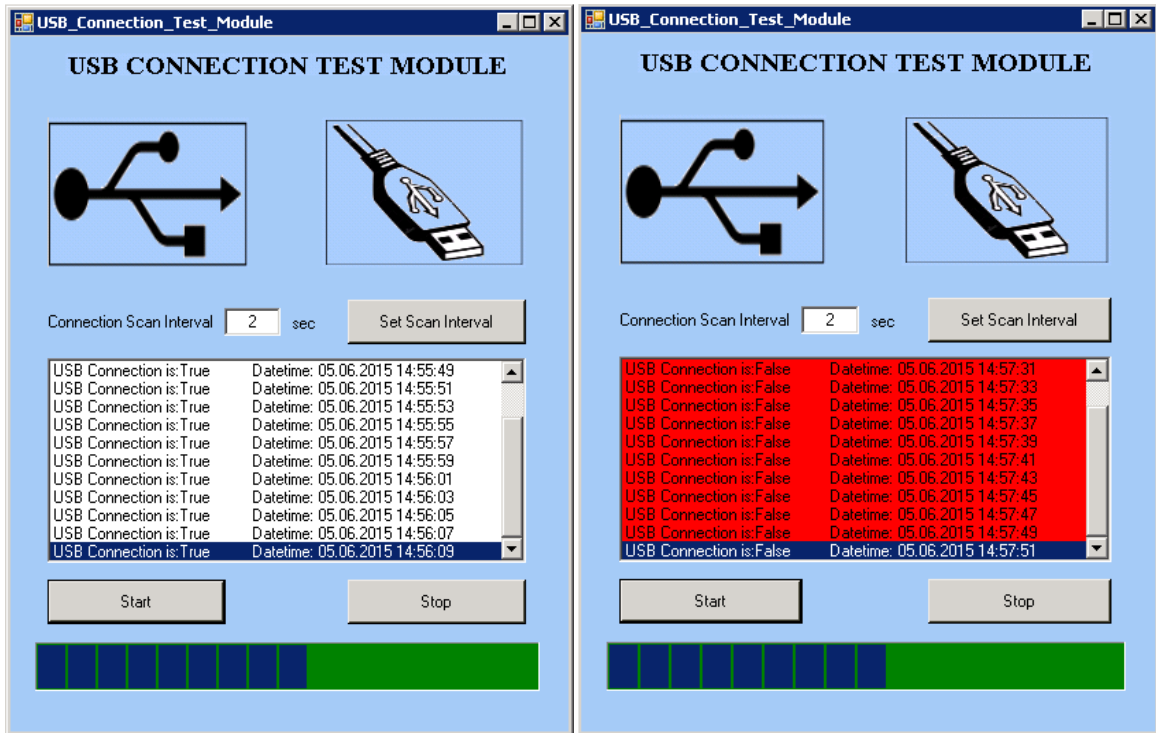 USB_Connection_Test_Module
USB CONNECTION TEST MODULE
Connection Scan Interval 2 sec Set Scan Interval
USB Connection is:True Datetime: 05.06.2015 14:55:49
USB Connection is:True Datetime: 05.06.2015 14:55:51
USB Connection is:True Datetime: 05.06.2015 14:55:53
USB Connection is:True Datetime: 05.06.2015 14:55:55
USB Connection is:True Datetime: 05.06.2015 14:55:57
USB Connection is:True Datetime: 05.06.2015 14:55:59
USB Connection is:True Datetime: 05.06.2015 14:56:01
USB Connection is:True Datetime: 05.06.2015 14:56:03
USB Connection is:True Datetime: 05.06.2015 14:56:05
USB Connection is:True Datetime: 05.06.2015 14:56:07
USB Connection is:True Datetime: 05.06.2015 14:56:09
Start Stop
USB_Connection_Test_Module
USB CONNECTION TEST MODULE
Connection Scan Interval 2 sec Set Scan Interval
USB Connection is:False Datetime: 05.06.2015 14:57:31
USB Connection is:False Datetime: 05.06.2015 14:57:33
USB Connection is:False Datetime: 05.06.2015 14:57:35
USB Connection is:False Datetime: 05.06.2015 14:57:37
USB Connection is:False Datetime: 05.06.2015 14:57:39
USB Connection is:False Datetime: 05.06.2015 14:57:41
USB Connection is:False Datetime: 05.06.2015 14:57:43
USB Connection is:False Datetime: 05.06.2015 14:57:45
USB Connection is:False Datetime: 05.06.2015 14:57:47
USB Connection is:False Datetime: 05.06.2015 14:57:49
USB Connection is:False Datetime: 05.06.2015 14:57:51
Start Stop